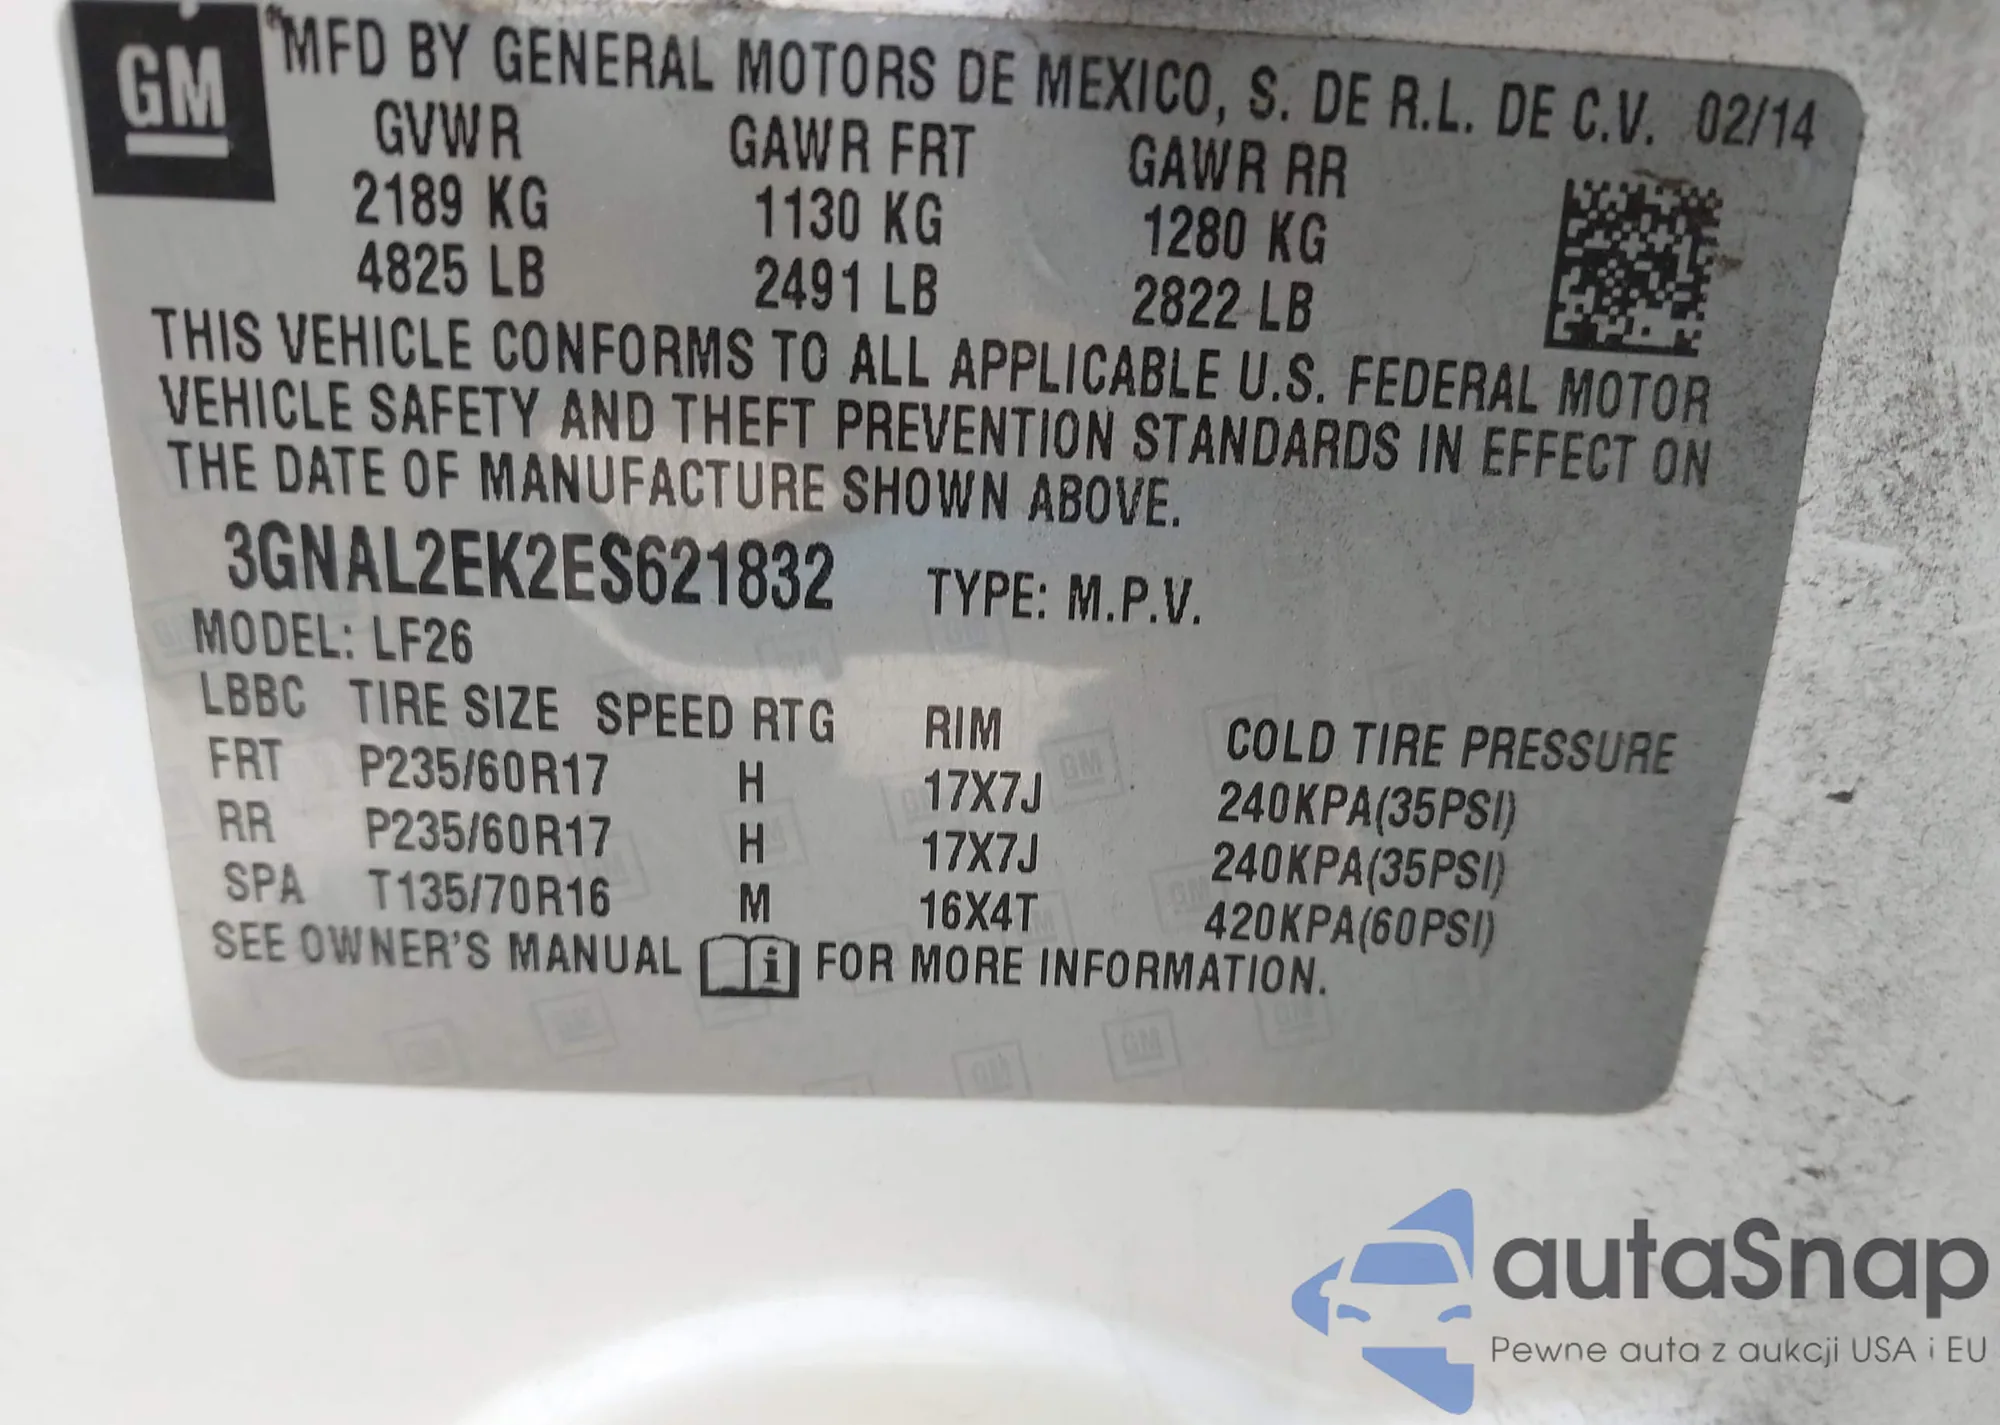 GM
MFD BY GENERAL MOTORS DE MEXICO, S. DE R.L. DE C.V. 02/14
GVWR GAWR FRT GAWR RR
2189 KG 1130 KG 1280 KG
4825 LB 2491 LB 2822 LB
THIS VEHICLE CONFORMS TO ALL APPLICABLE U.S. FEDERAL MOTOR
VEHICLE SAFETY AND THEFT PREVENTION STANDARDS IN EFFECT ON
THE DATE OF MANUFACTURE SHOWN ABOVE.
3GNAL2EK2ES621832 TYPE: M.P.V.
MODEL: LF26
LBBC TIRE SIZE SPEED RTG RIM COLD TIRE PRESSURE
FRT P235/60R17 H 17X7J 240KPA(35PSI)
RR P235/60R17 H 17X7J 240KPA(35PSI)
SPA T135/70R16 M 16X4T 420KPA(60PSI)
SEE OWNER'S MANUAL i FOR MORE INFORMATION.
autaSnap
Pewne auta z aukcji USA i EU